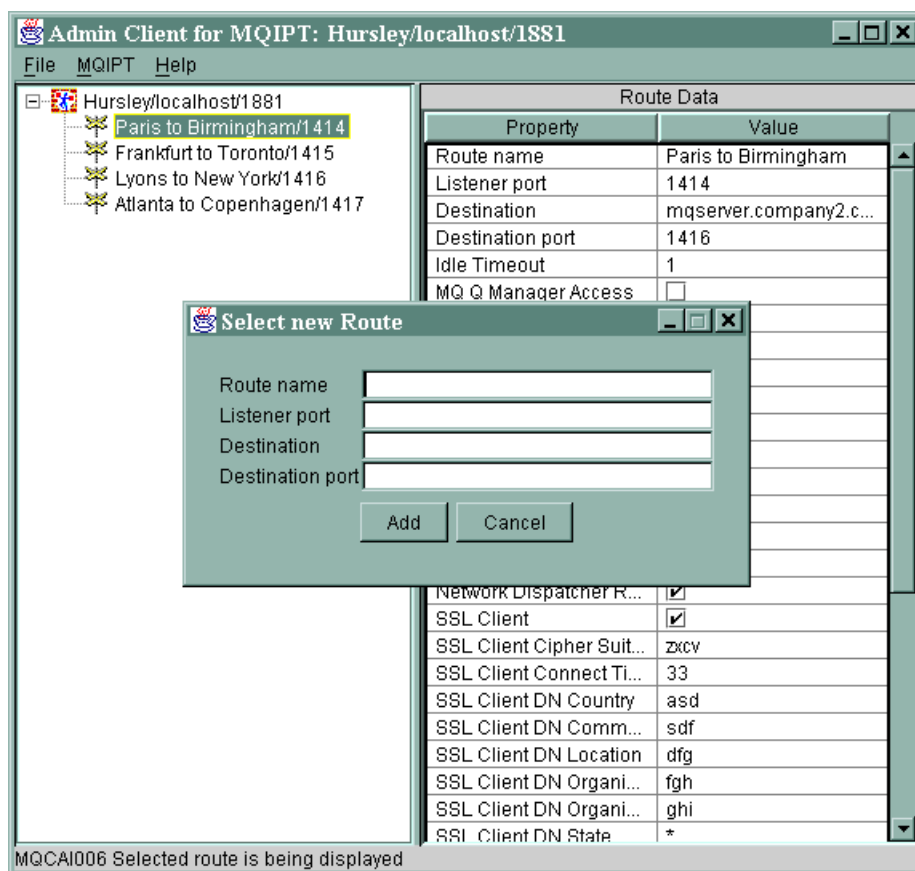 Admin Client for MQIPT: Hursley/localhost/1881
File MQIPT Help
Hursley/localhost/1881
Paris to Birmingham/1414
Frankfurt to Toronto/1415
Lyons to New York/1416
Atlanta to Copenhagen/1417
Route Data
Property Value
Route name Paris to Birmingham
Listener port 1414
Destination mqserver.company2.c...
Destination port 1416
Idle Timeout 1
MQ Q Manager Access
Select new Route
Route name
Listener port
Destination
Destination port
Add Cancel
Network Dispatcher R...
SSL Client
SSL Client Cipher Suit... zxcv
SSL Client Connect Ti... 33
SSL Client DN Country asd
SSL Client DN Comm... sdf
SSL Client DN Location dfg
SSL Client DN Organi... fgh
SSL Client DN Organi... ghi
SSL Client DN State *
MQCAI006 Selected route is being displayed